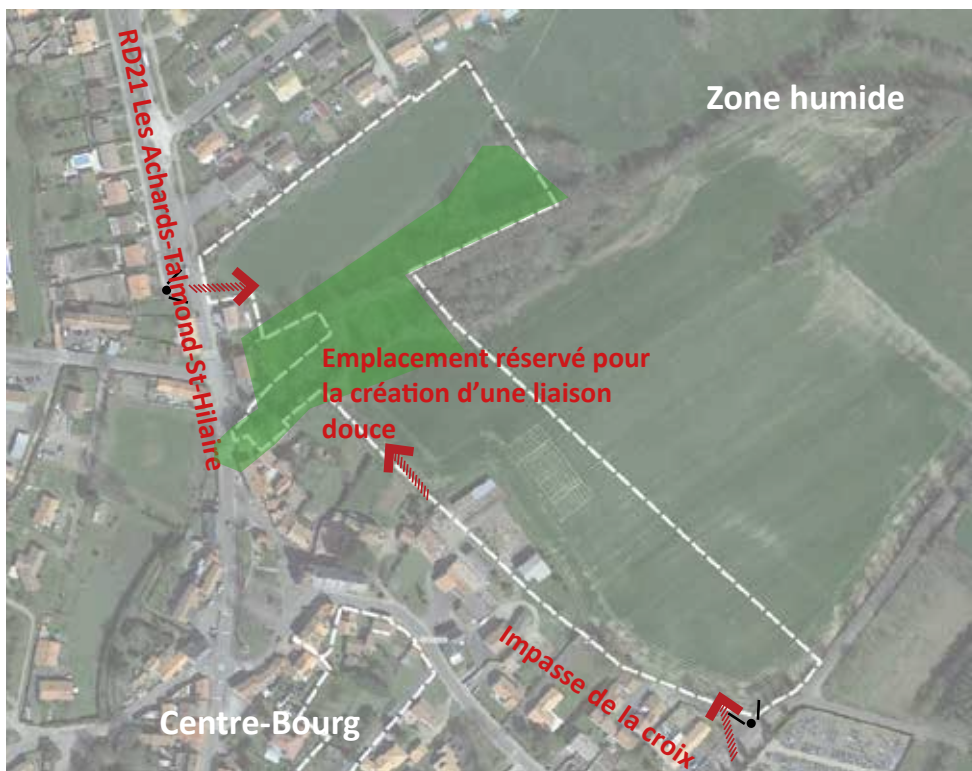 RD21 Les Achards-Talmond-St-Hilaire
Zone humide
Emplacement réservé pour
la création d’une liaison
douce
Impasse de la croix
Centre-Bourg